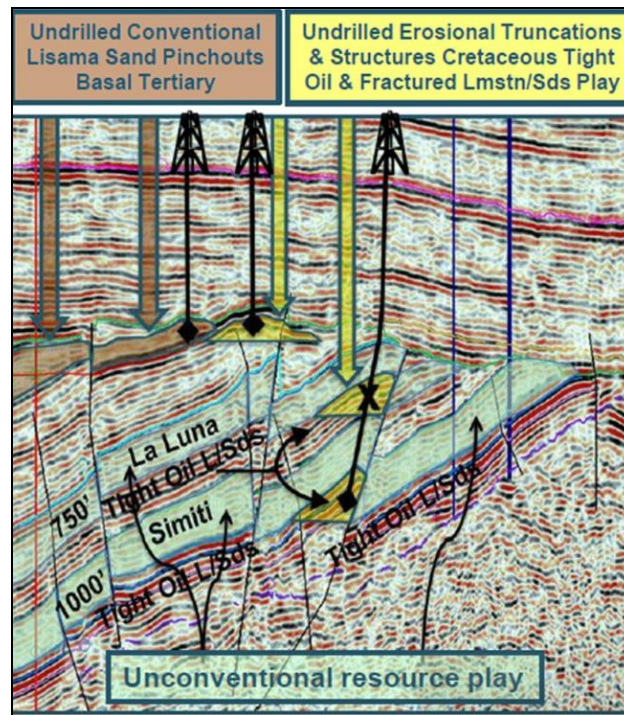 Undrilled Conventional
Lisama Sand Pinchouts
Basal Tertiary
Undrilled Erosional Truncations
& Structures Cretaceous Tight
Oil & Fractured Lmstn/Sds Play
X
La Luna
Tight Oil L/Sds
750'
Simiti
Tight Oil L/Sds
1000'
Tight Oil L/Sds
Unconventional resource play